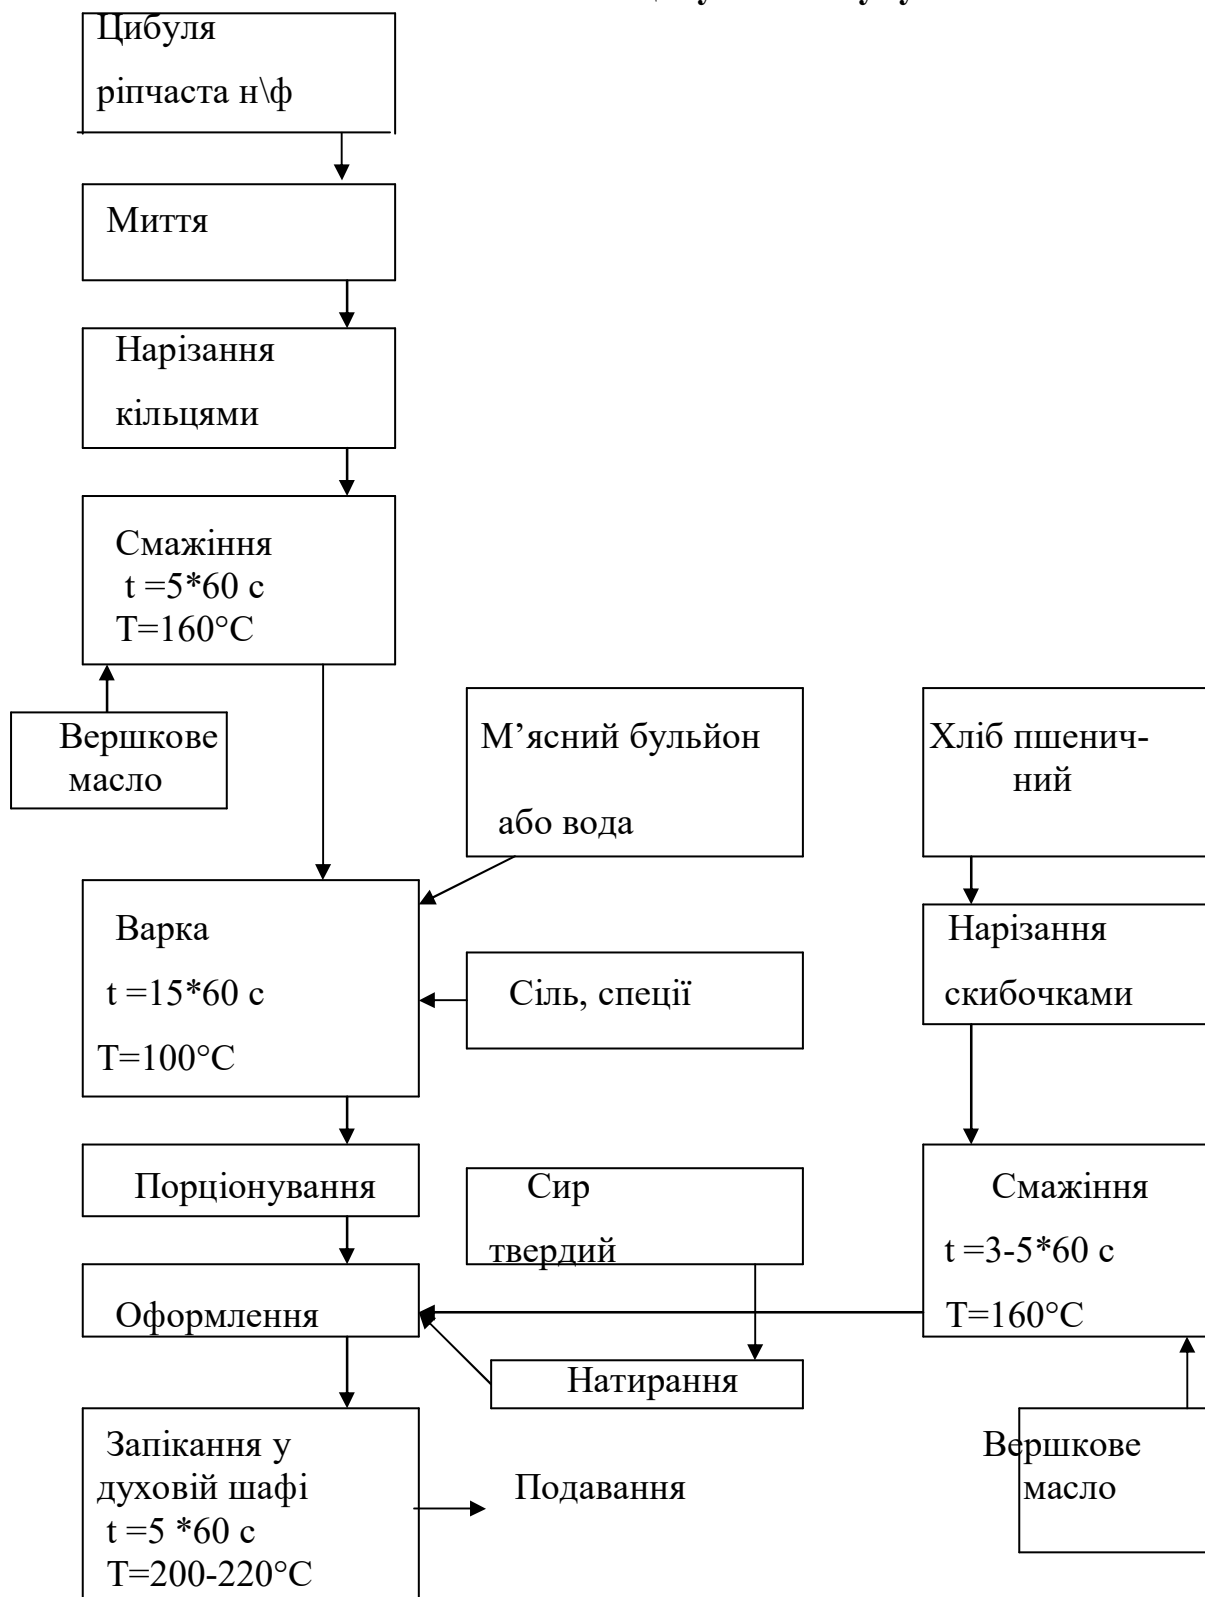 Цибуля
ріпчаста н\ф
Миття
Нарізання
кільцями
Смажіння
t =5*60 с
T=160°C
Вершкове
масло
М’ясний бульйон
або вода
Хліб пшенич-
ний
Варка
t =15*60 с
T=100°C
Сіль, спеції
Нарізання
скибочками
Порціонування
Сир
твердий
Смажіння
t =3-5*60 с
T=160°C
Оформлення
Натирання
Запікання у
духовій шафі
t =5 *60 с
T=200-220°C
Подавання
Вершкове
масло